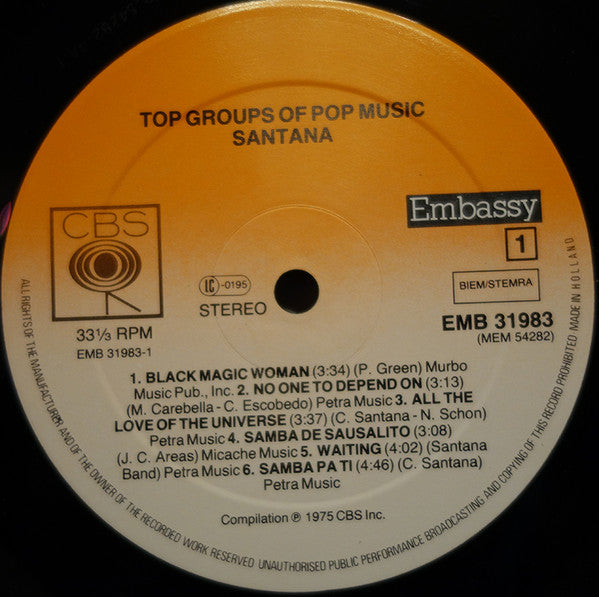 TOP GROUPS OF POP MUSIC
SANTANA
CBS
Embassy
1
LC-0195
STEREO
BIEM/STEMRA
33⅓ RPM
EMB 31983-1
EMB 31983
(MEM 54282)
1. BLACK MAGIC WOMAN (3:34) (P. Green) Murbo
Music Pub., Inc. 2. NO ONE TO DEPEND ON (3:13)
(M. Carebella - C. Escobedo) Petra Music 3. ALL THE
LOVE OF THE UNIVERSE (3:37) (C. Santana - N. Schon)
Petra Music 4. SAMBA DE SAUSALITO (3:08)
(J. C. Areas) Micache Music 5. WAITING (4:02) (Santana
Band) Petra Music 6. SAMBA PA TI (4:46) (C. Santana)
Petra Music
Compilation ℗ 1975 CBS Inc.
ALL RIGHTS OF THE MANUFACTURER AND OF THE OWNER OF THE RECORDED WORK RESERVED UNAUTHORISED PUBLIC PERFORMANCE BROADCASTING AND COPYING OF THIS RECORD PROHIBITED MADE IN HOLLAND